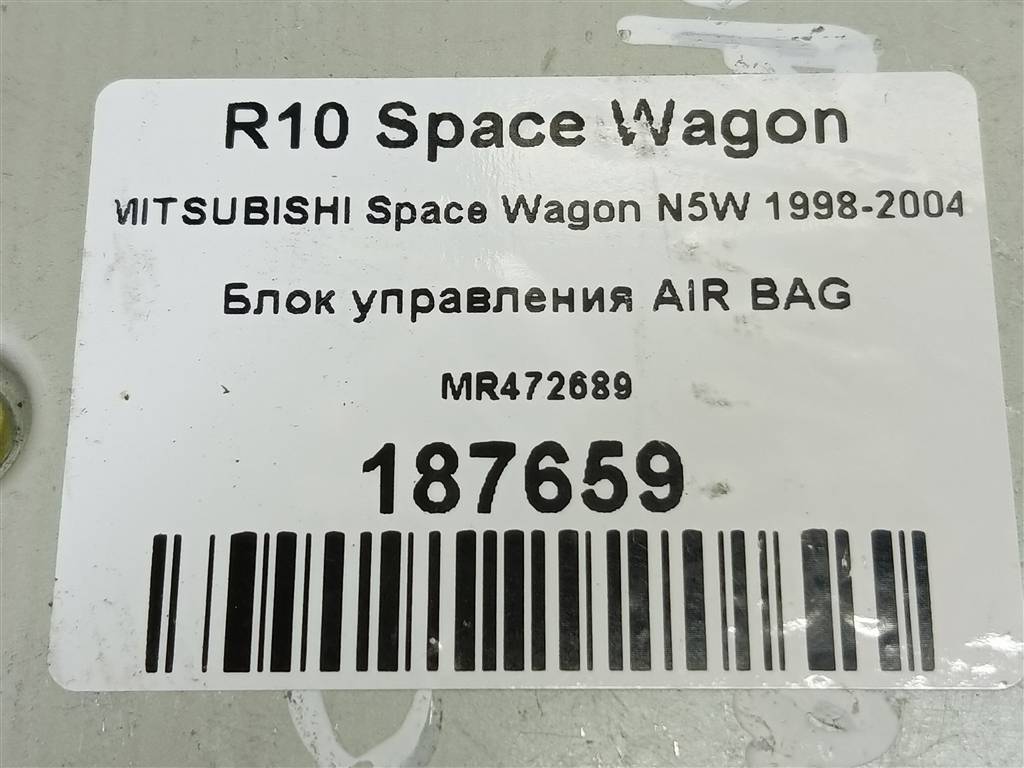 R10 Space Wagon
MITSUBISHI Space Wagon N5W 1998-2004
Блок управления AIR BAG
MR472689
187659